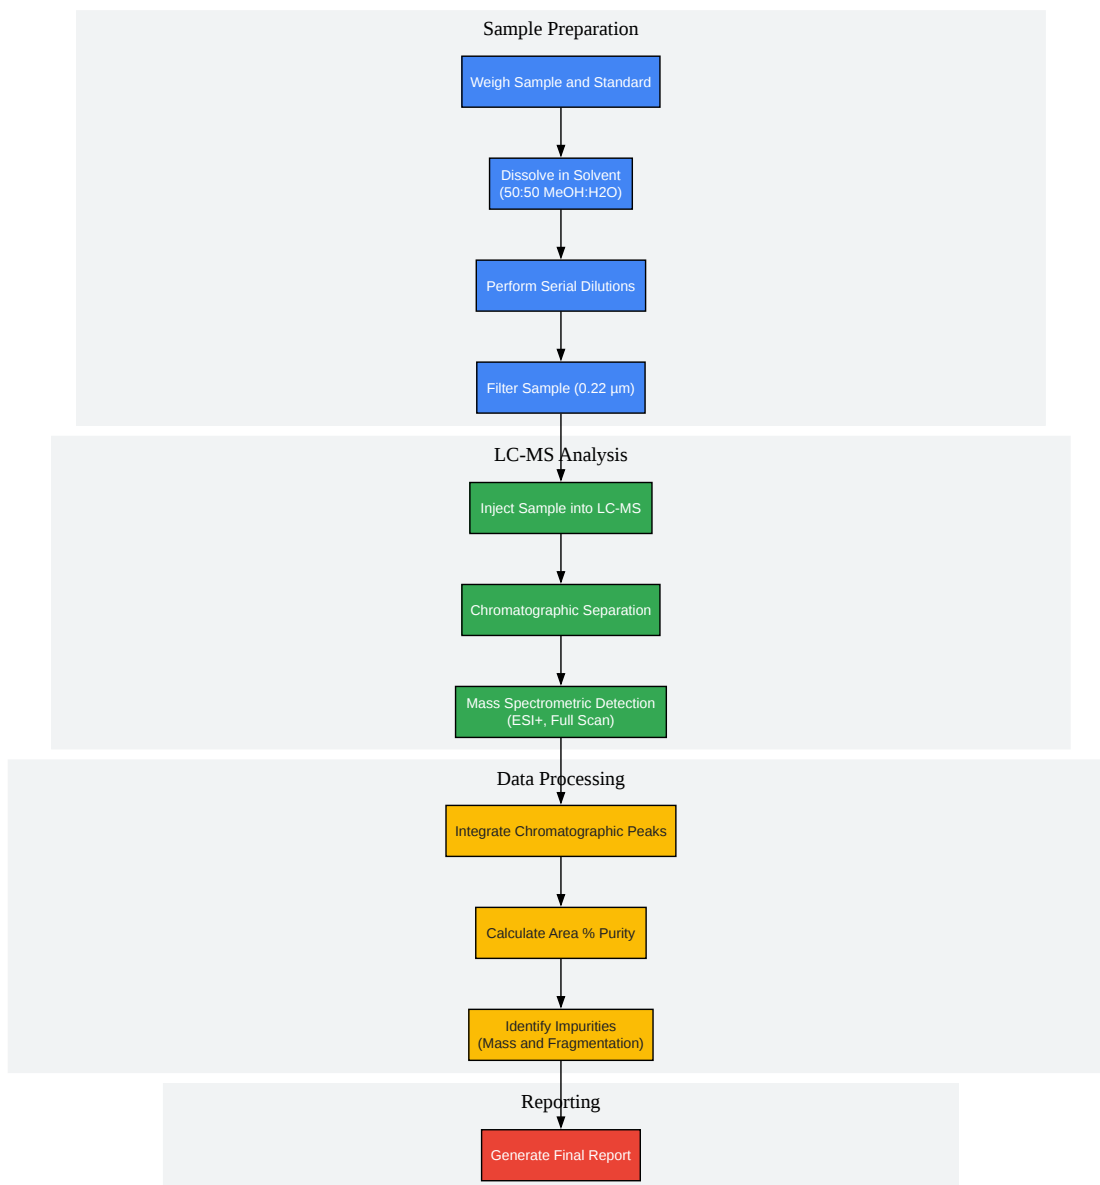 Sample Preparation
Weigh Sample and Standard
Dissolve in Solvent
(50:50 MeOH:H2O)
Perform Serial Dilutions
Filter Sample (0.22 µm)
LC-MS Analysis
Inject Sample into LC-MS
Chromatographic Separation
Mass Spectrometric Detection
(ESI+, Full Scan)
Data Processing
Integrate Chromatographic Peaks
Calculate Area % Purity
Identify Impurities
(Mass and Fragmentation)
Reporting
Generate Final Report